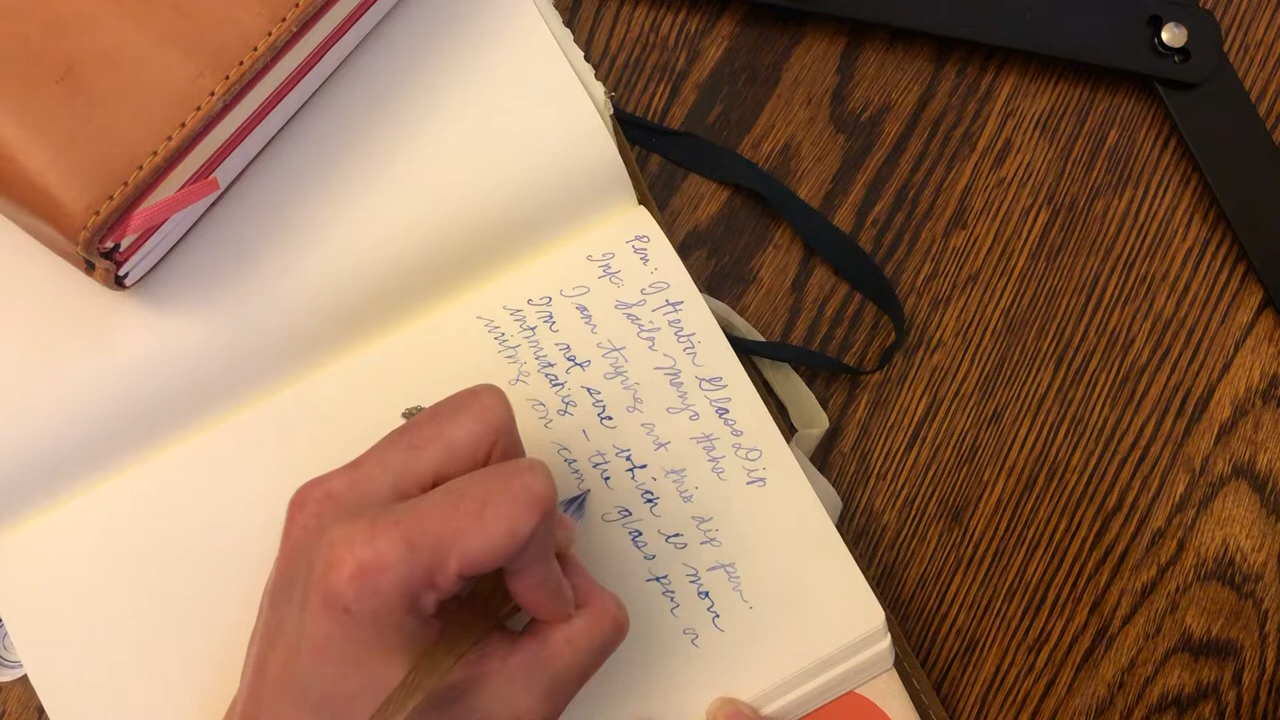 Pen: J Herbin Glass Dip
Ink: Sailor Manyo Haha
I am trying out this dip pen.
I'm not sure which is more
intimidating - the glass pen or
writing on cam